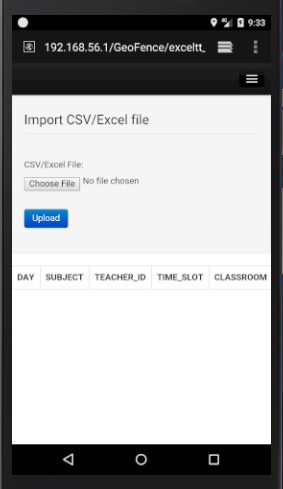 9:33
192.168.56.1/GeoFence/exceltt_
Import CSV/Excel file
CSV/Excel File:
Choose File No file chosen
Upload
DAY SUBJECT TEACHER_ID TIME_SLOT CLASSROOM